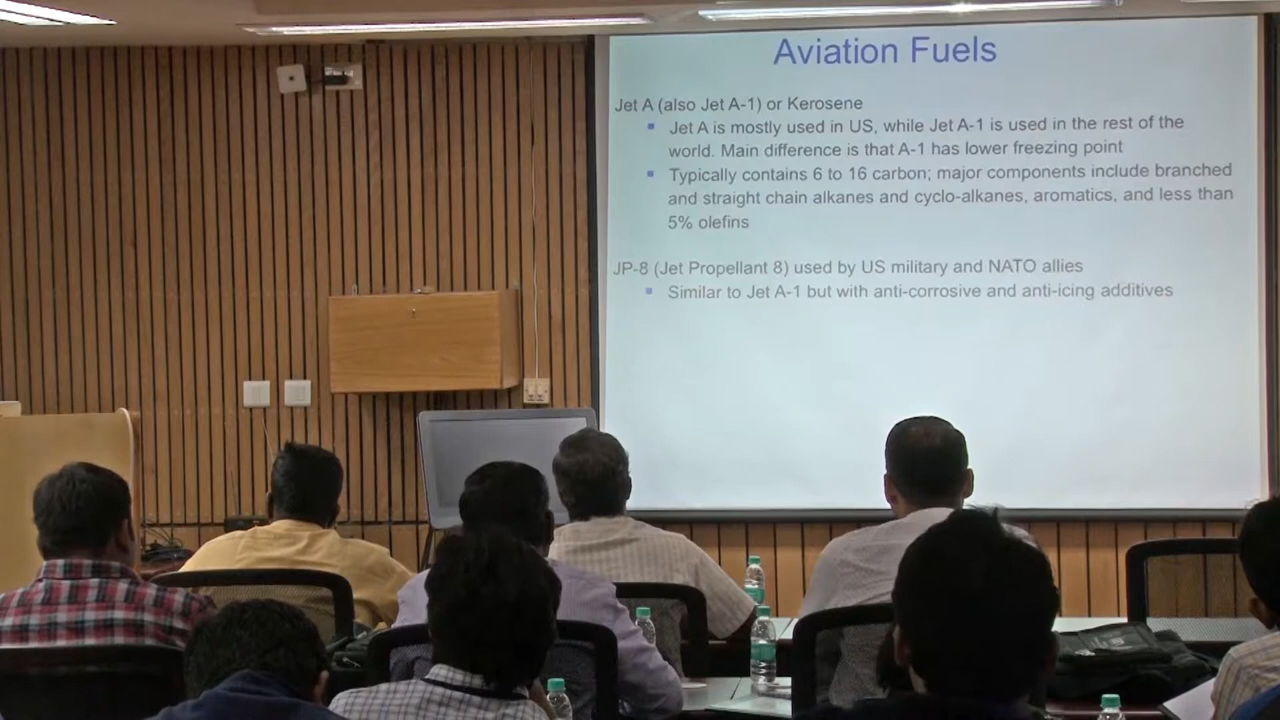 Aviation Fuels
Jet A (also Jet A-1) or Kerosene
Jet A is mostly used in US, while Jet A-1 is used in the rest of the
world. Main difference is that A-1 has lower freezing point
Typically contains 6 to 16 carbon; major components include branched
and straight chain alkanes and cyclo-alkanes, aromatics, and less than
5% olefins
JP-8 (Jet Propellant 8) used by US military and NATO allies
Similar to Jet A-1 but with anti-corrosive and anti-icing additives